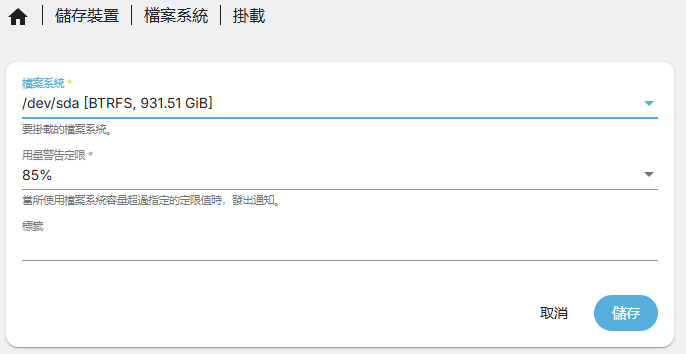 儲存裝置 檔案系統 掛載
檔案系統 *
/dev/sda [BTRFS, 931.51 GiB]
要掛載的檔案系統。
用量警告定限 *
85%
當所使用檔案系統容量超過指定的定限值時，發出通知。
標籤
取消 儲存